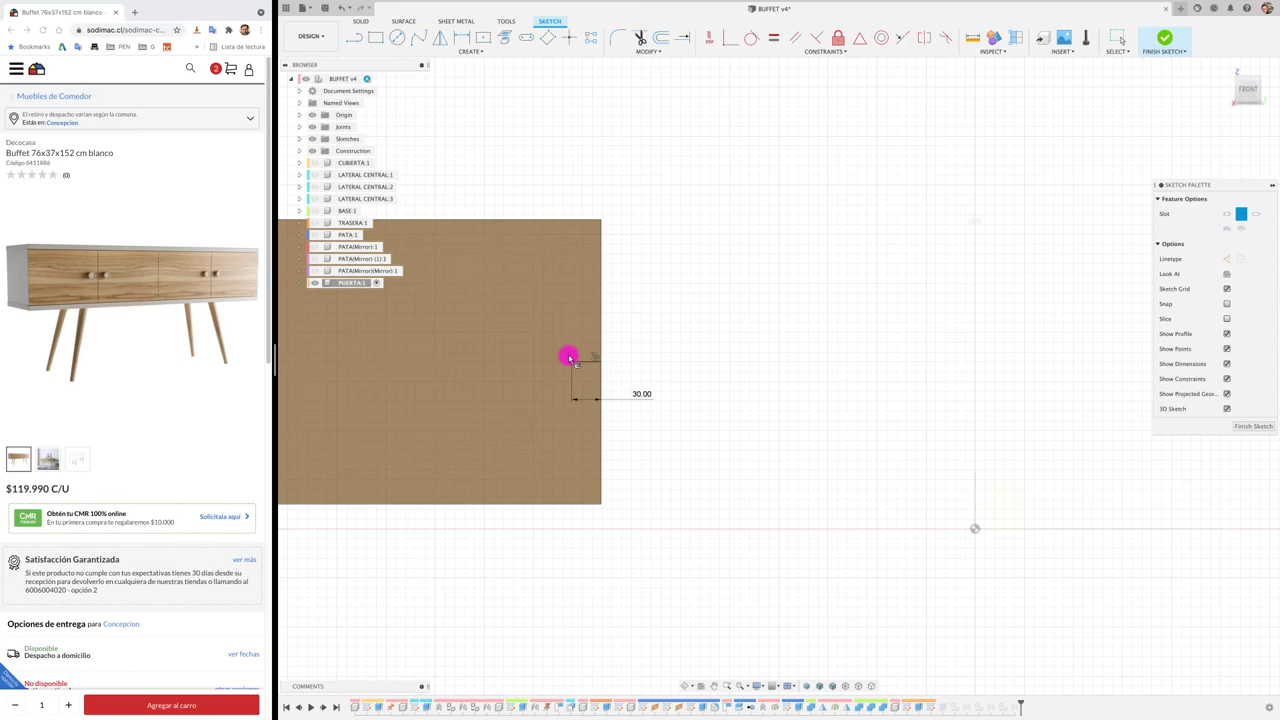 Buffet 76x37x152 cm blanco
sodimac.cl/sodimac-c...
Bookmarks
PEN
G
Lista de lectura
2
Muebles de Comedor
El retiro y despacho varían según la comuna.
Estás en: Concepcion
Decocasa
Buffet 76x37x152 cm blanco
Código 6411886
(0)
$119.990 C/U
CMR
Obtén tu CMR 100% online
En tu primera compra te regalaremos $10.000
Solicítala aquí
Satisfacción Garantizada
ver más
Si este producto no cumple con tus expectativas tienes 30 días desde su
recepción para devolverlo en cualquiera de nuestras tiendas o llamando al
6006004020 - opción 2
Opciones de entrega para Concepcion
Disponible
Despacho a domicilio
ver fechas
No disponible
1
Agregar al carro
BUFFET v4*
DESIGN
SOLID
SURFACE
SHEET METAL
TOOLS
SKETCH
CREATE
MODIFY
CONSTRAINTS
INSPECT
INSERT
SELECT
FINISH SKETCH
BROWSER
BUFFET v4
Document Settings
Named Views
Origin
Joints
Sketches
Construction
CUBIERTA:1
LATERAL CENTRAL:1
LATERAL CENTRAL:2
LATERAL CENTRAL:3
BASE:1
TRASERA:1
PATA:1
PATA(Mirror):1
PATA(Mirror) (1):1
PATA(Mirror)(Mirror):1
PUERTA:1
30.00
Z
FRONT
X
SKETCH PALETTE
Feature Options
Slot
Options
Linetype
Look At
Sketch Grid
Snap
Slice
Show Profile
Show Points
Show Dimensions
Show Constraints
Show Projected Geor...
3D Sketch
Finish Sketch
COMMENTS